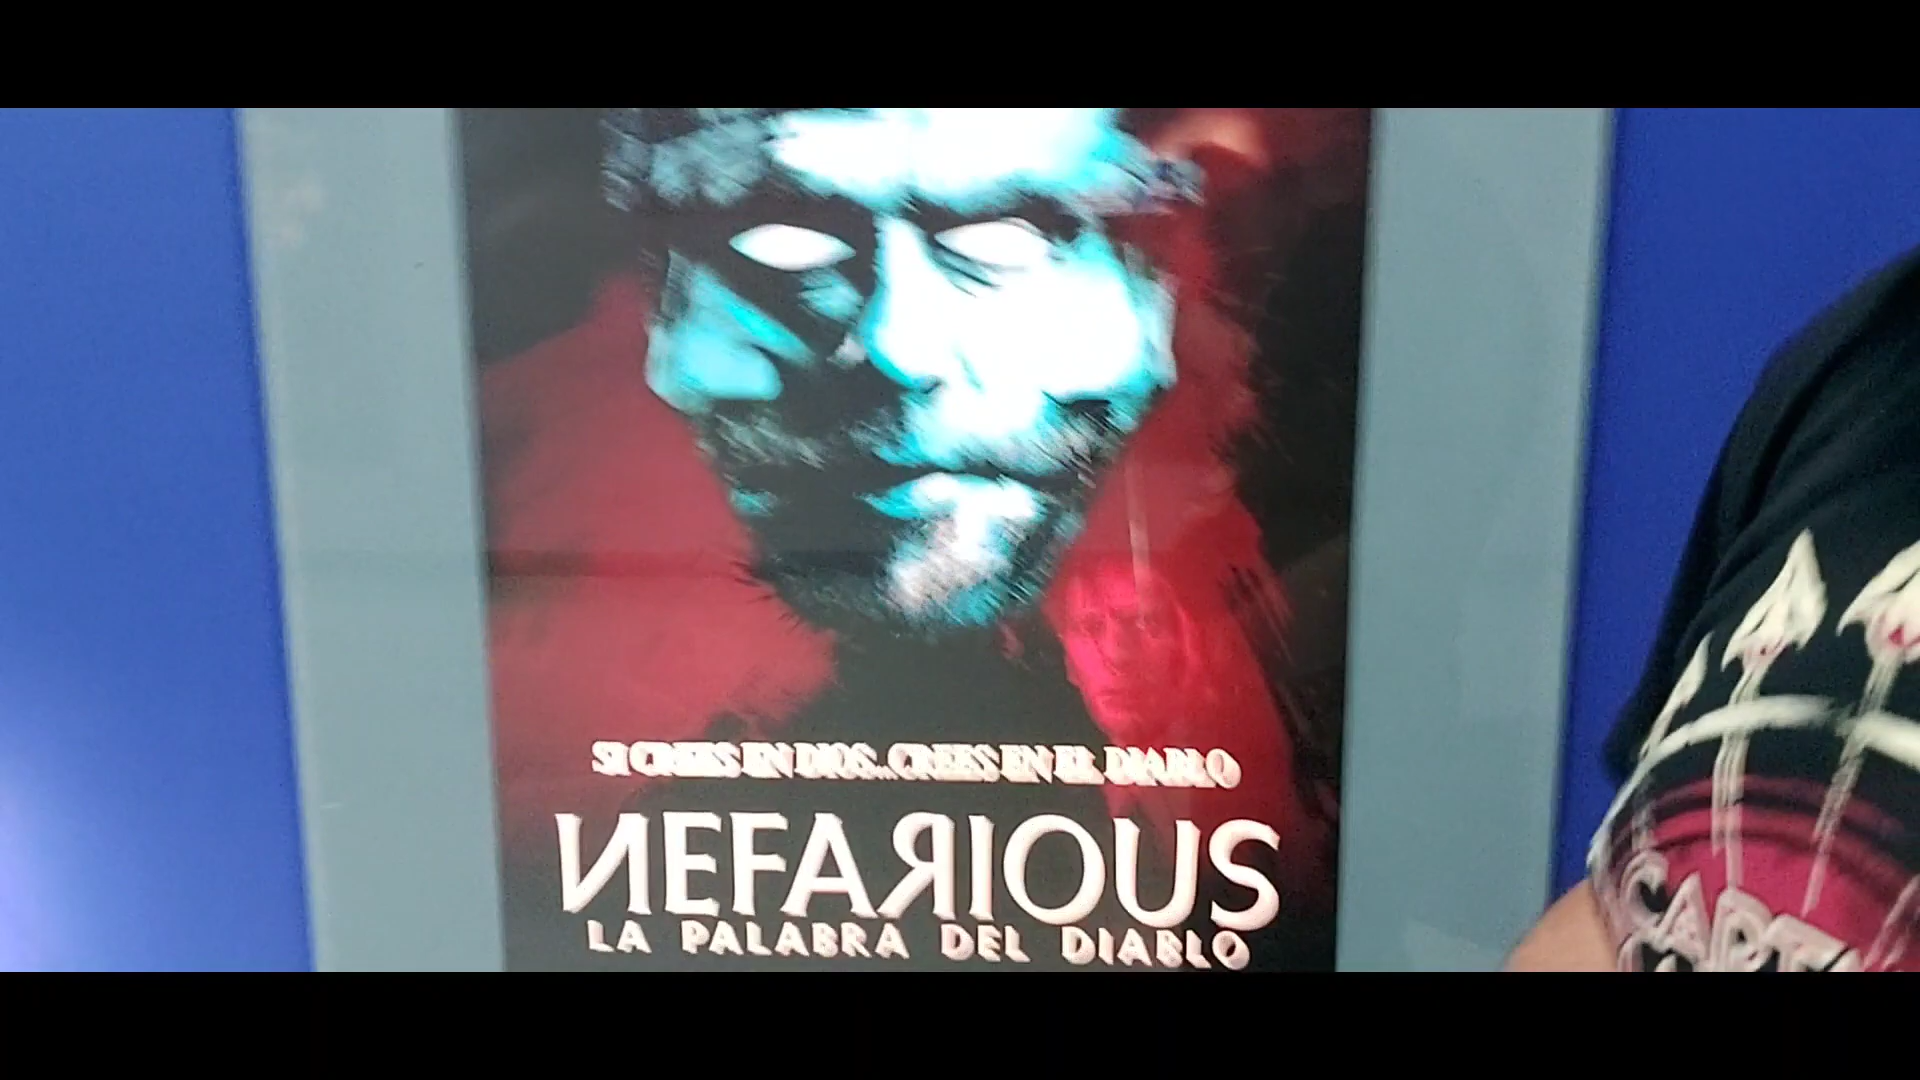 SI CREES EN DIOS...CREES EN EL DIABLO
NEFARIOUS
LA PALABRA DEL DIABLO